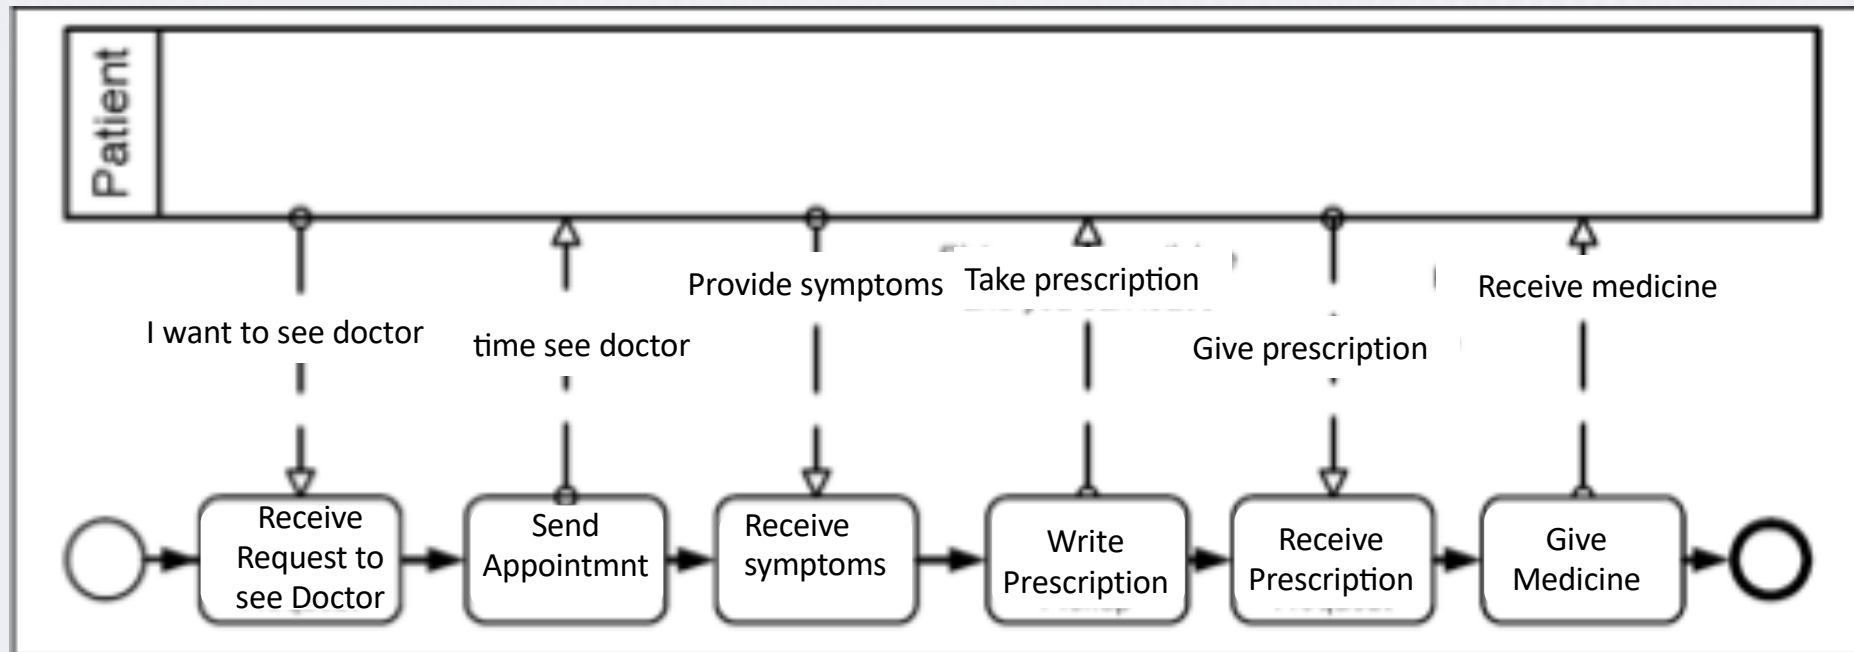 Patient
Provide symptoms
Take prescription
Receive medicine
I want to see doctor
time see doctor
Give prescription
Receive
Request to
see Doctor
Send
Appointmnt
Receive
symptoms
Write
Prescription
Receive
Prescription
Give
Medicine